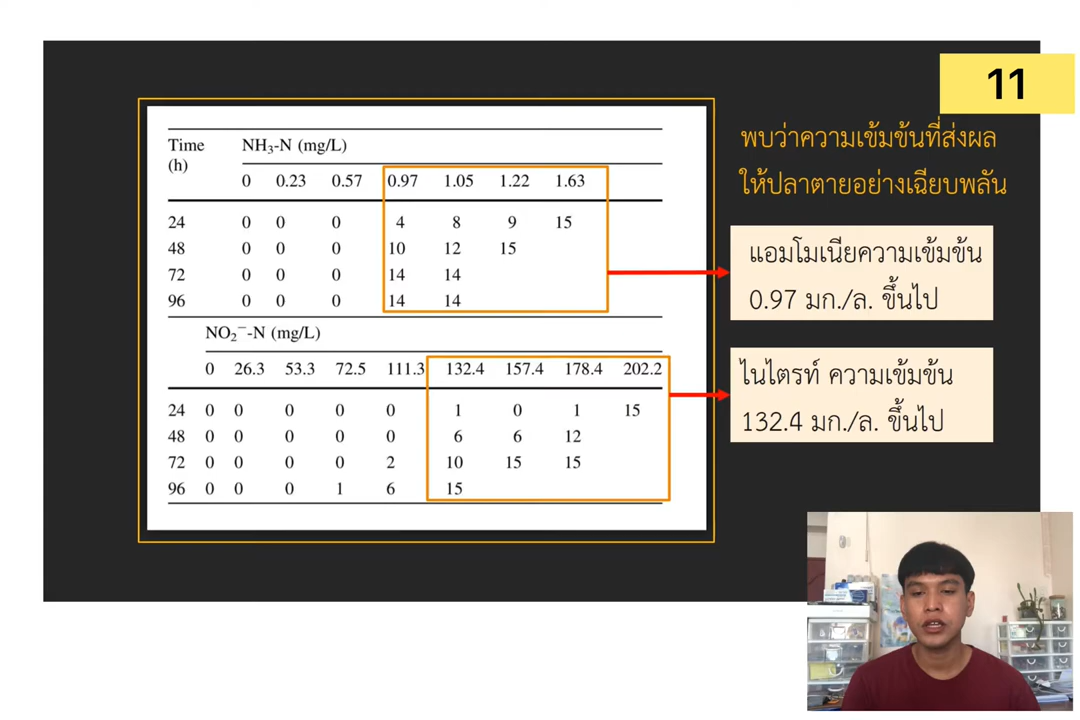 11
พบว่าความเข้มข้นที่ส่งผล
ให้ปลาตายอย่างเฉียบพลัน
Time NH₃-N (mg/L)
(h)
0 0.23 0.57 0.97 1.05 1.22 1.63
24 0 0 0 4 8 9 15
48 0 0 0 10 12 15
72 0 0 0 14 14
96 0 0 0 14 14
NO₂⁻-N (mg/L)
0 26.3 53.3 72.5 111.3 132.4 157.4 178.4 202.2
24 0 0 0 0 0 1 0 1 15
48 0 0 0 0 0 6 6 12
72 0 0 0 0 2 10 15 15
96 0 0 0 1 6 15
แอมโมเนียความเข้มข้น
0.97 มก./ล. ขึ้นไป
ไนไตรท์ ความเข้มข้น
132.4 มก./ล. ขึ้นไป